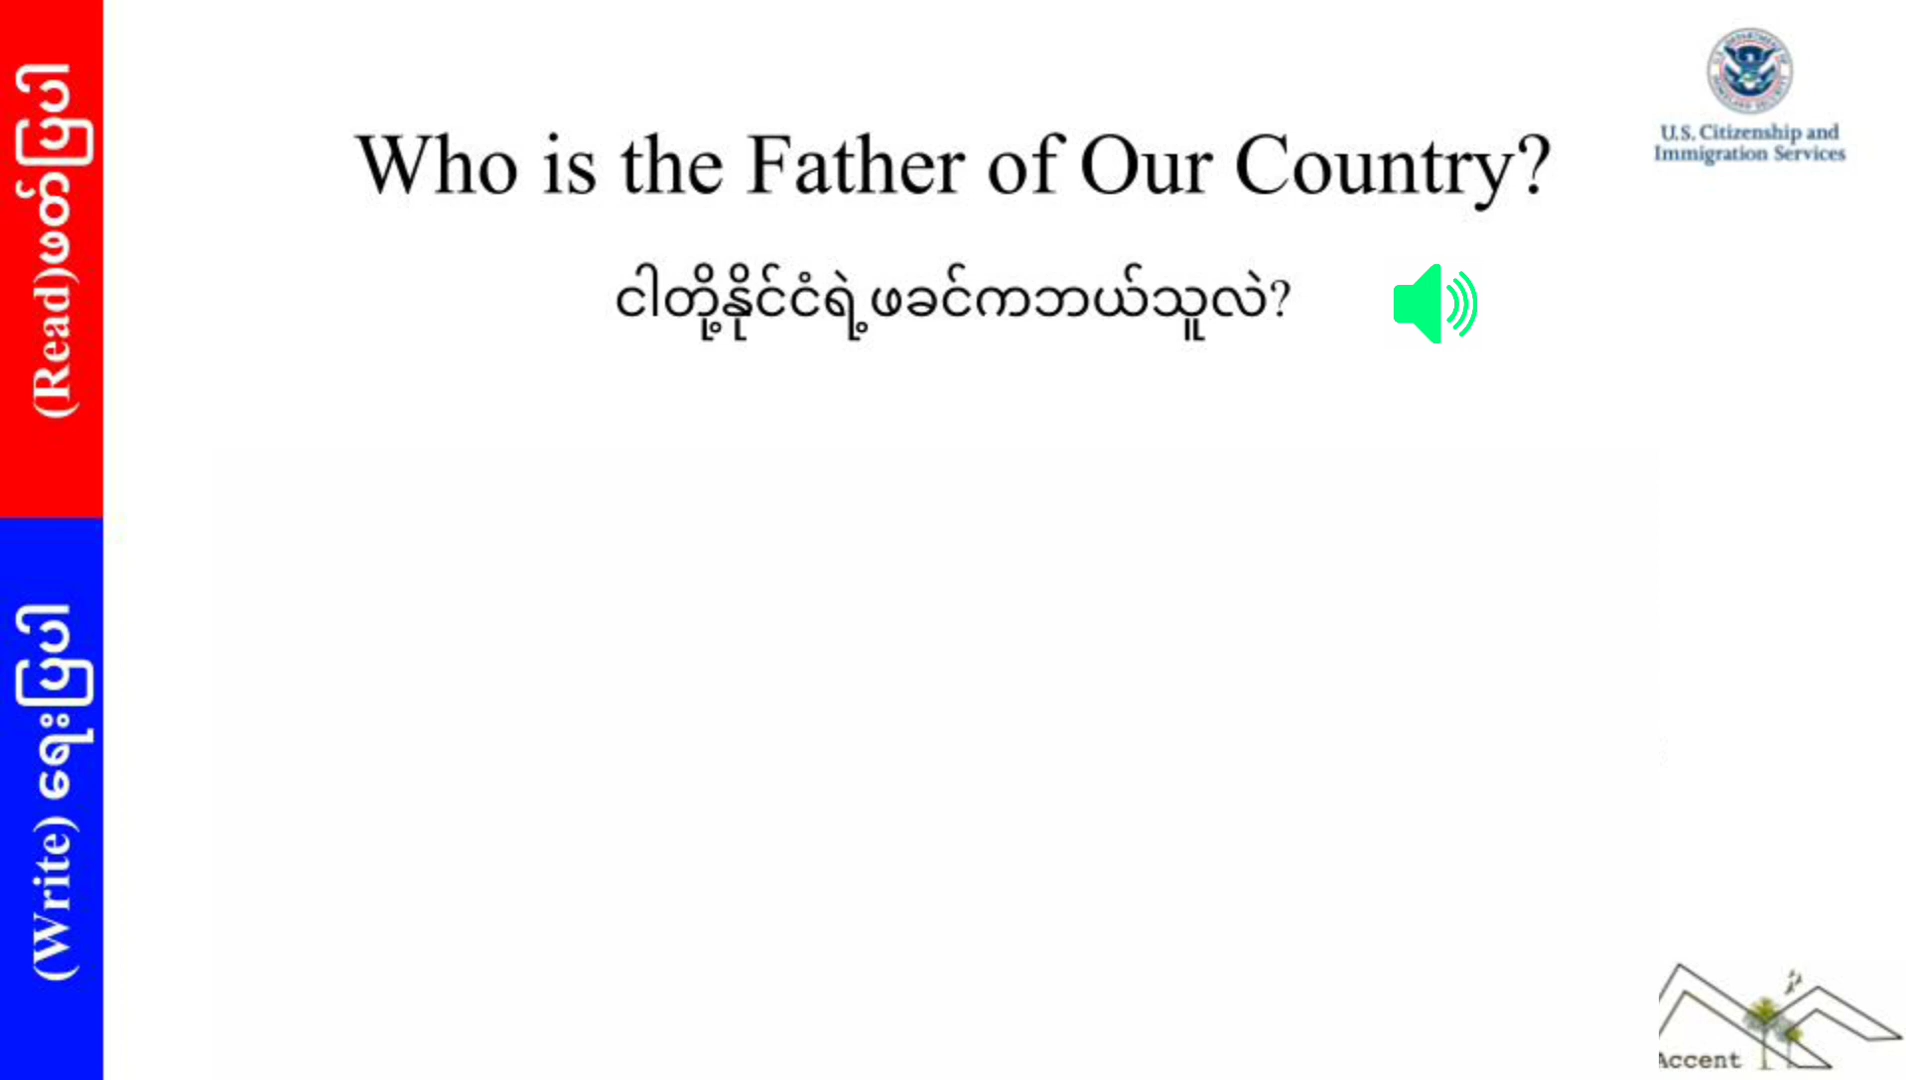 (Read)ဖတ်ပြပါ
(Write) ရေးပြပါ
Who is the Father of Our Country?
ငါတို့နိုင်ငံရဲ့ဖခင်ကဘယ်သူလဲ?
U.S. Citizenship and
Immigration Services
Accent